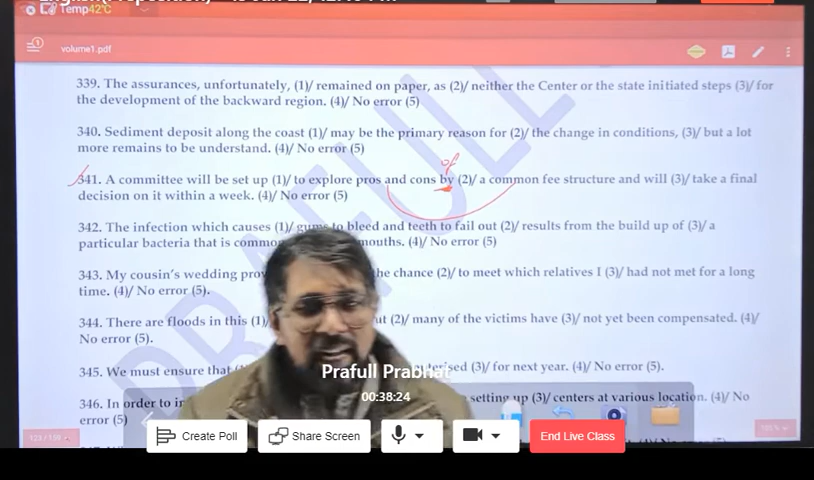 Temp42°C
volume1.pdf
339. The assurances, unfortunately, (1)/ remained on paper, as (2)/ neither the Center or the state initiated steps (3)/ for
the development of the backward region. (4)/ No error (5)
340. Sediment deposit along the coast (1)/ may be the primary reason for (2)/ the change in conditions, (3)/ but a lot
more remains to be understand. (4)/ No error (5)
of
341. A committee will be set up (1)/ to explore pros and cons by (2)/ a common fee structure and will (3)/ take a final
decision on it within a week. (4)/ No error (5)
342. The infection which causes (1)/ gums to bleed and teeth to fail out (2)/ results from the build up of (3)/ a
particular bacteria that is mouths. (4)/ No error (5)
343. My cousin's wedding the chance (2)/ to meet which relatives I (3)/ had not met for a long
time. (4)/ No error (5).
344. There are floods in this (1)/ (2)/ many of the victims have (3)/ not yet been compensated. (4)/
No error (5).
345. We must ensure that (3)/ for next year. (4)/ No error (5).
Prafull Prabhat
00:38:24
346. In order to setting up (3)/ centers at various location. (4)/ No
error (5)
Create Poll
Share Screen
End Live Class
PRAFULL